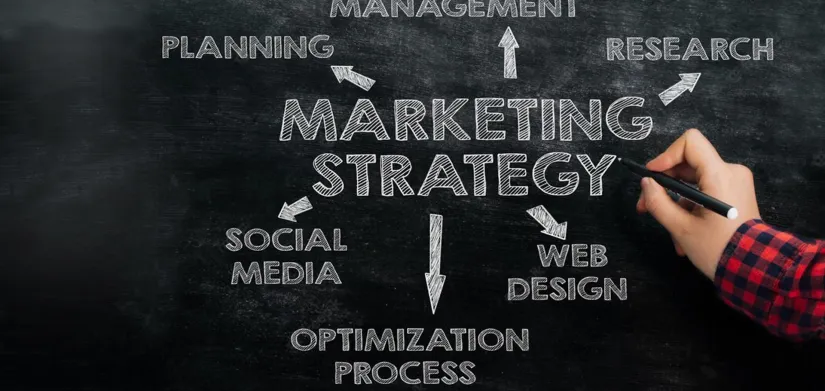 MANAGEMENT
PLANNING
RESEARCH
MARKETING
STRATEGY
SOCIAL
MEDIA
WEB
DESIGN
OPTIMIZATION
PROCESS